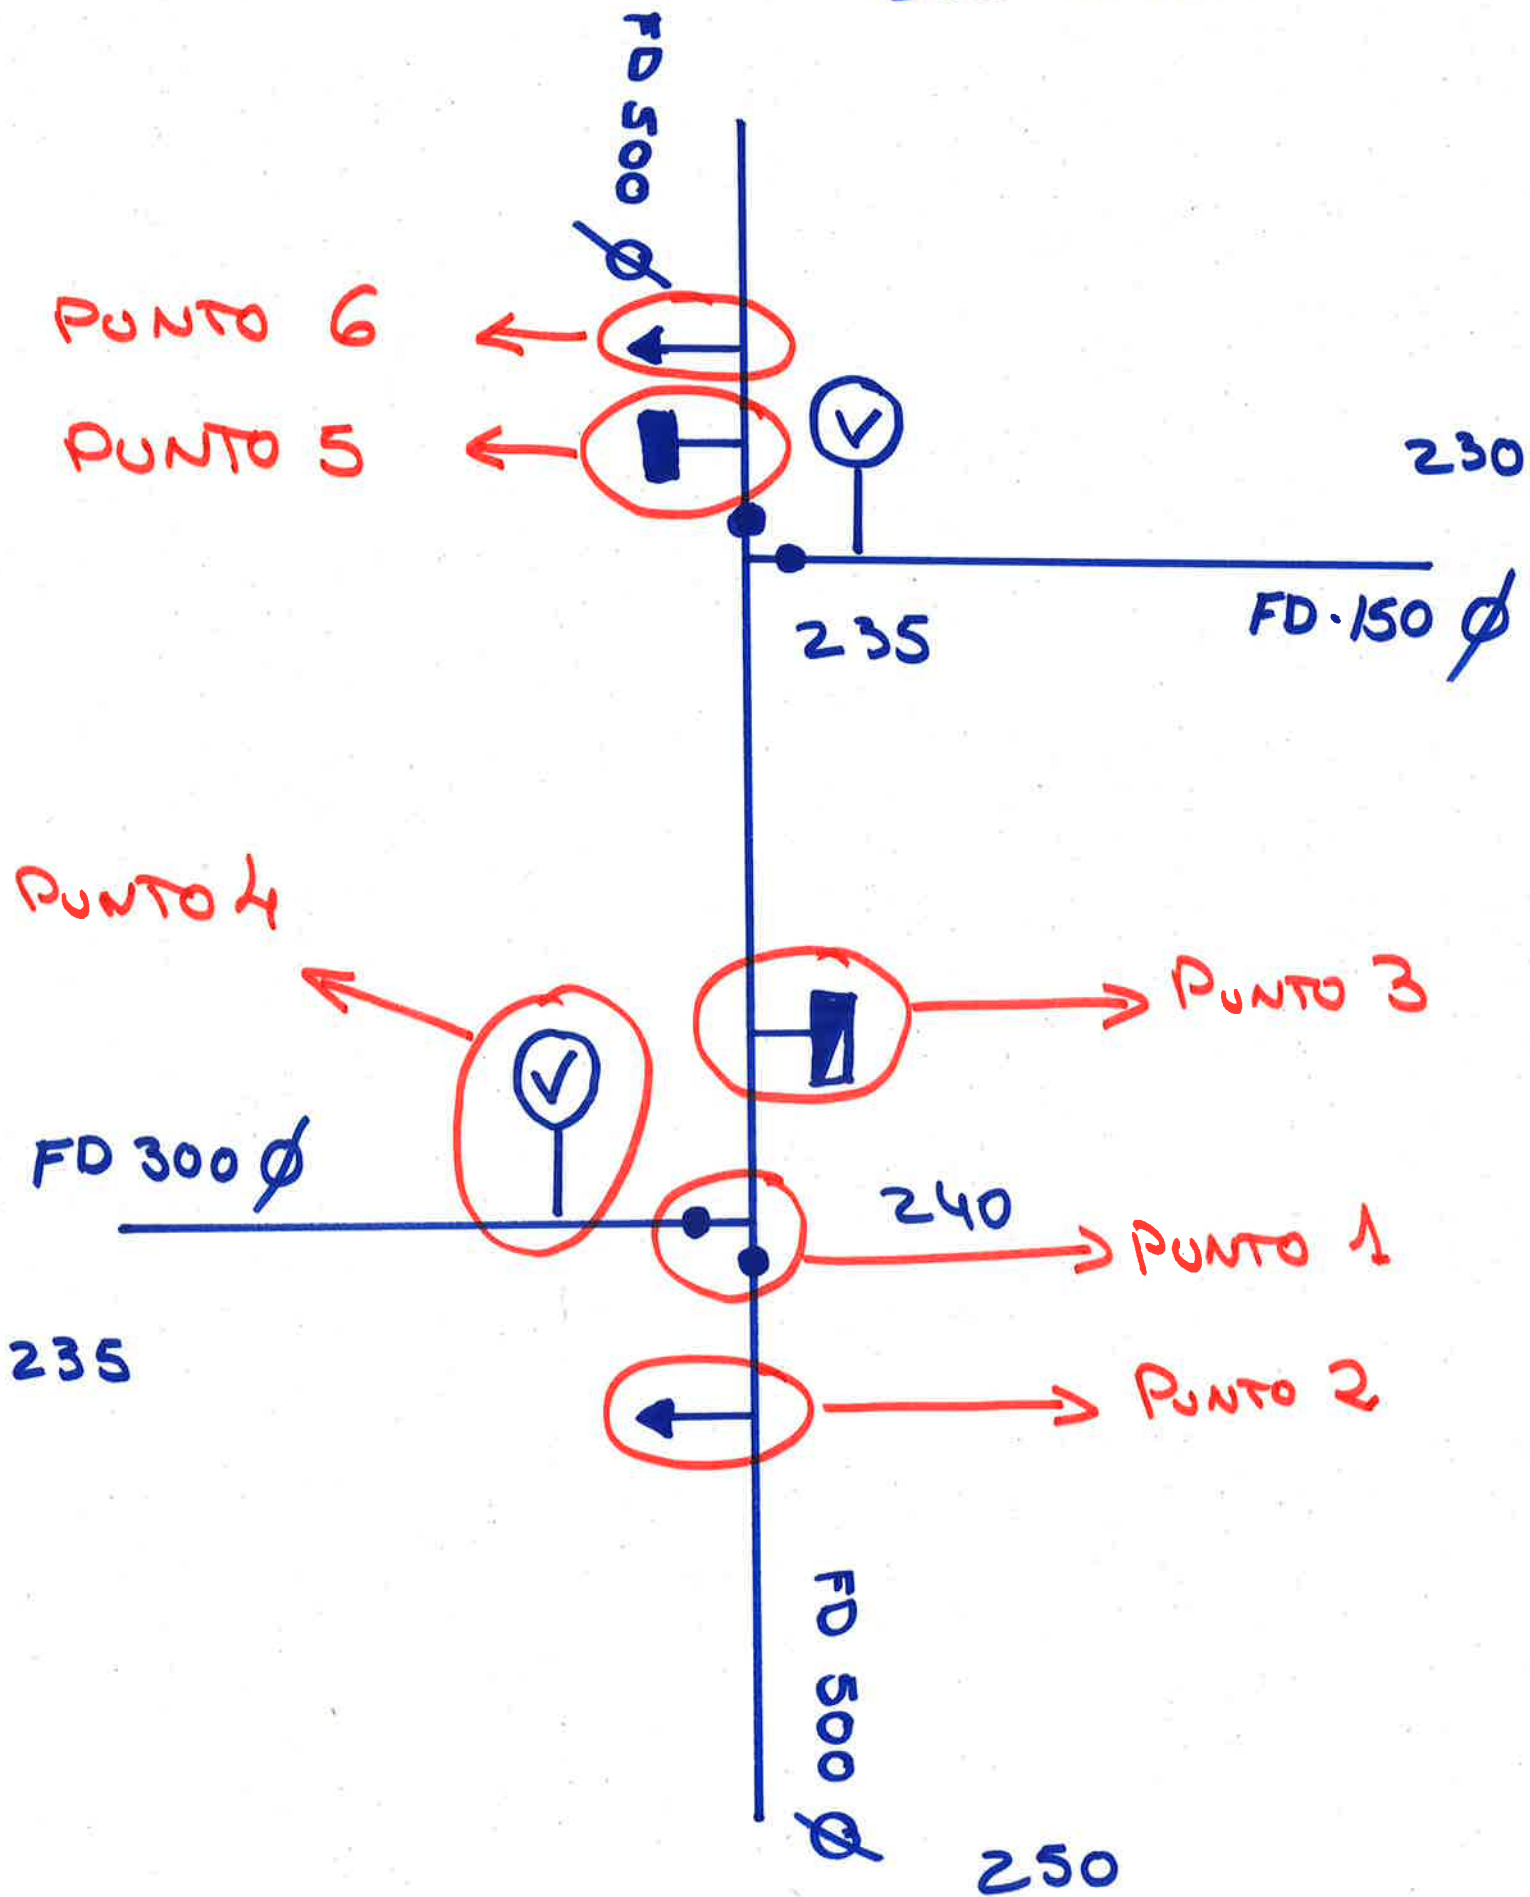 FD 500 Ø
PUNTO 6
PUNTO 5
V
230
235
FD.150 Ø
PUNTO 4
PUNTO 3
V
FD 300 Ø
240
PUNTO 1
235
PUNTO 2
FD 500 Ø
250